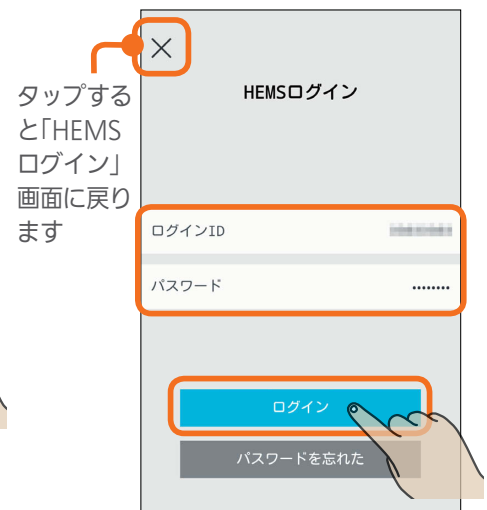 タップする
と「HEMS
ログイン」
画面に戻り
ます
HEMSログイン
ログインID
パスワード ••••••••
ログイン
パスワードを忘れた